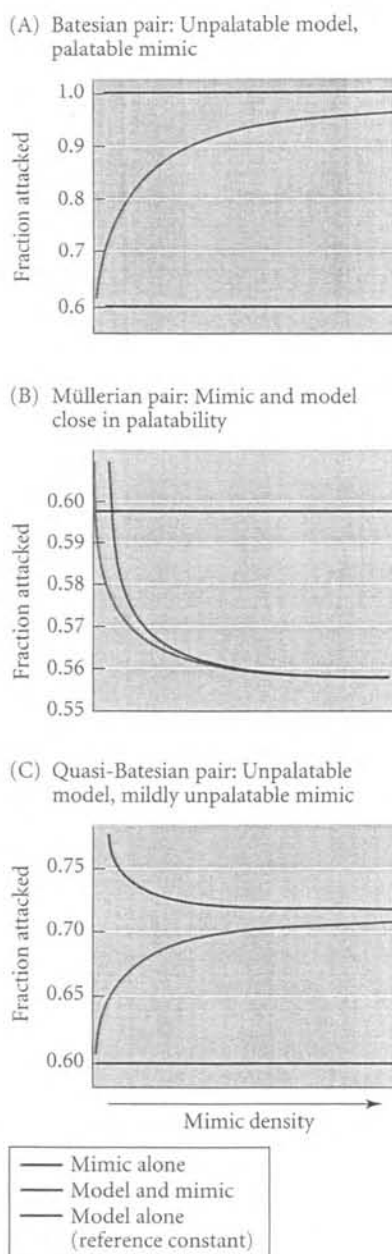 (A) Batesian pair: Unpalatable model,
palatable mimic
1.0
0.9
0.8
0.7
0.6
Fraction attacked
(B) Müllerian pair: Mimic and model
close in palatability
0.60
0.59
0.58
0.57
0.56
0.55
Fraction attacked
(C) Quasi-Batesian pair: Unpalatable
model, mildly unpalatable mimic
0.75
0.70
0.65
0.60
Fraction attacked
Mimic density
Mimic alone
Model and mimic
Model alone
(reference constant)